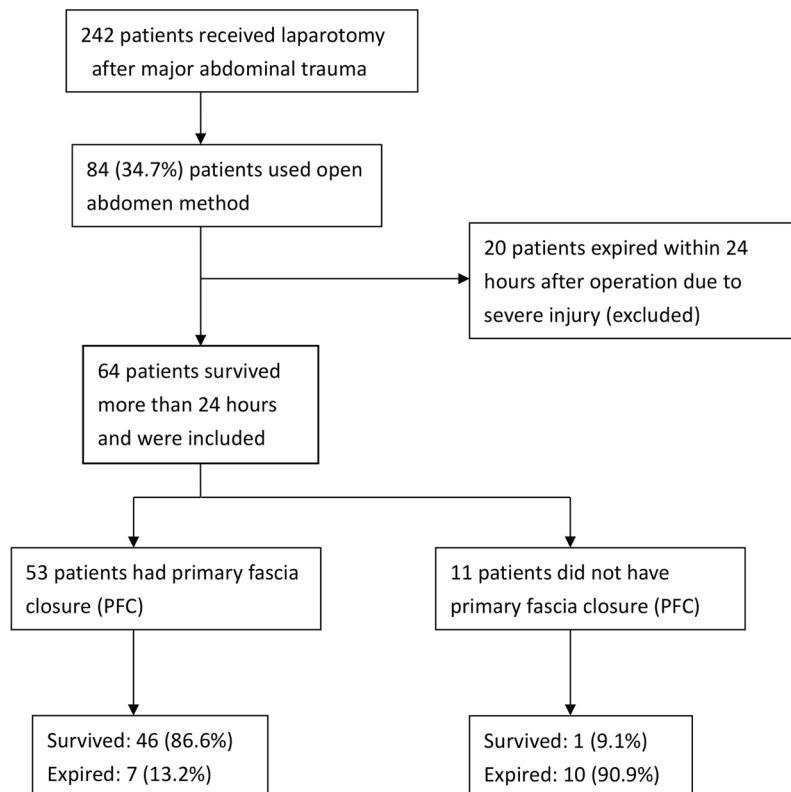 242 patients received laparotomy
after major abdominal trauma
84 (34.7%) patients used open
abdomen method
20 patients expired within 24
hours after operation due to
severe injury (excluded)
64 patients survived
more than 24 hours
and were included
53 patients had primary fascia
closure (PFC)
11 patients did not have
primary fascia closure (PFC)
Survived: 46 (86.6%)
Expired: 7 (13.2%)
Survived: 1 (9.1%)
Expired: 10 (90.9%)